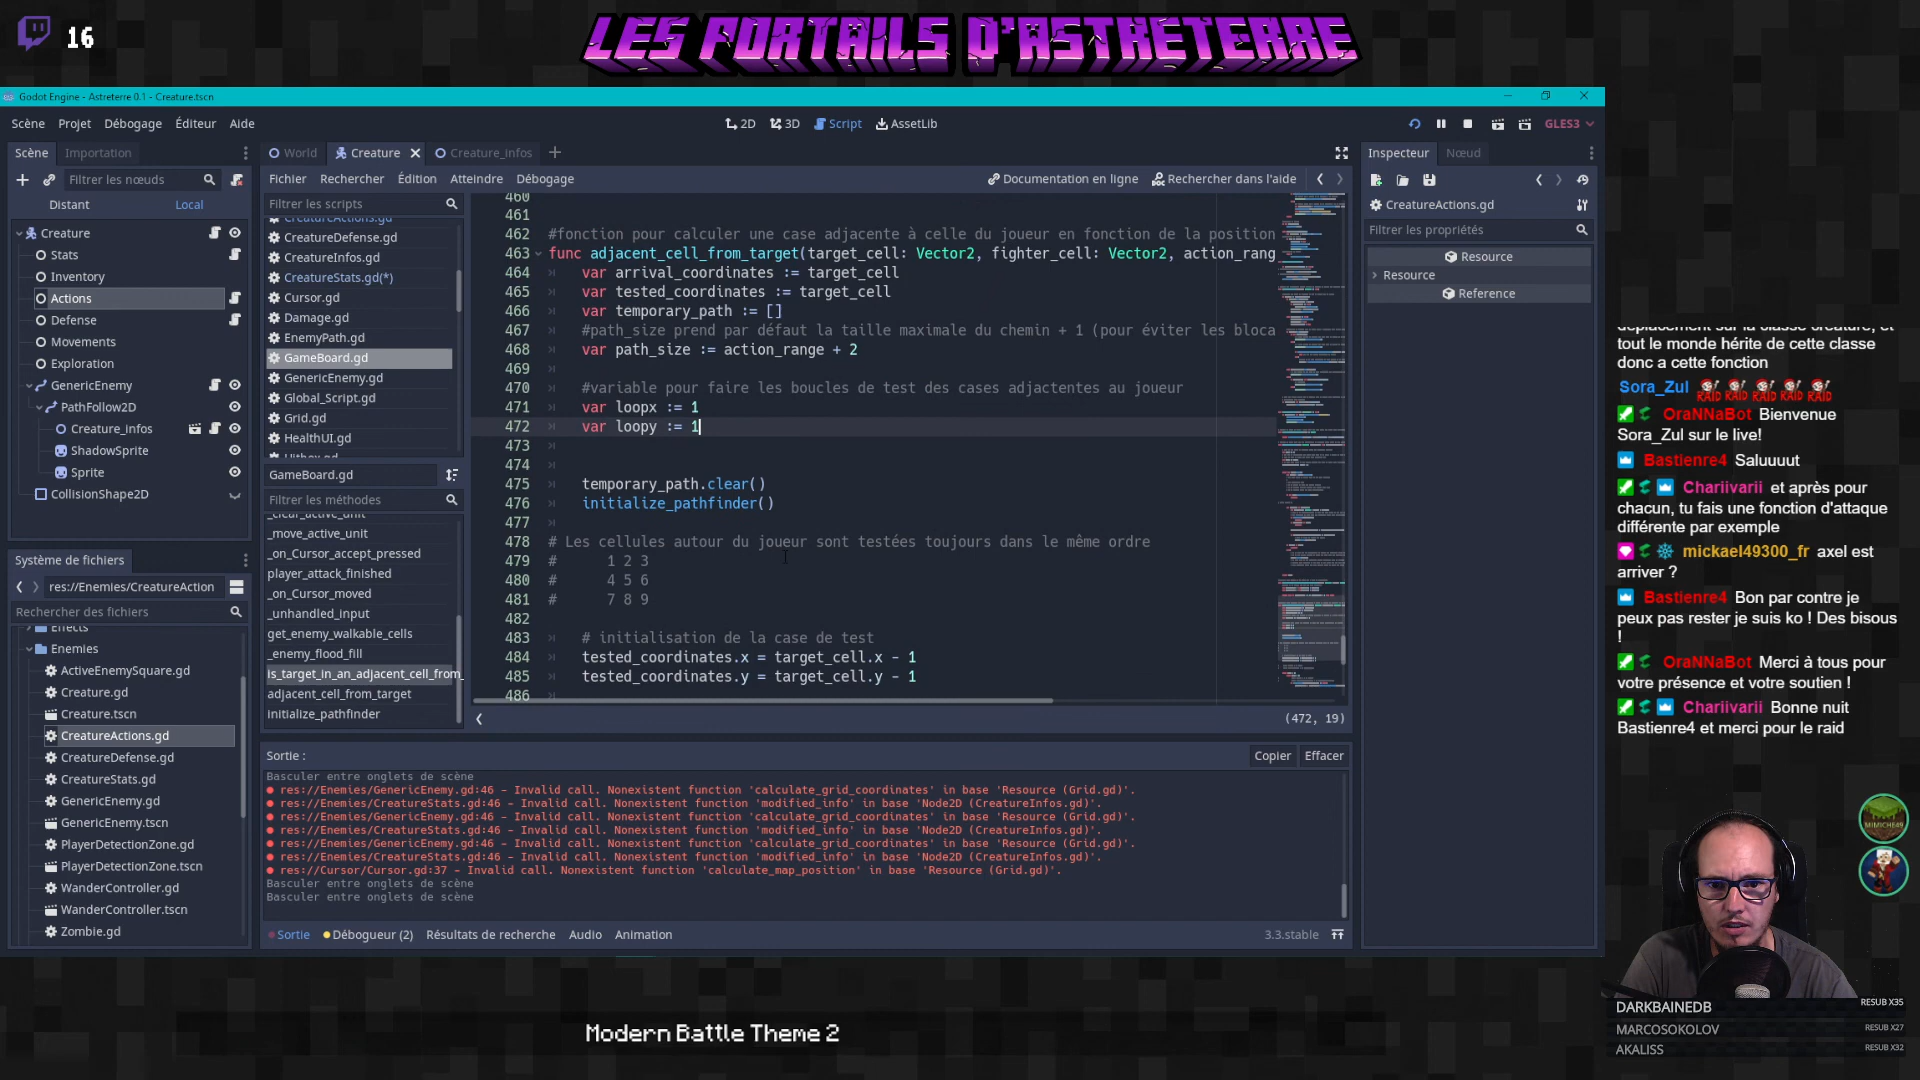 16
LES PORTAILS D'ASTRETERRE
Godot Engine - Astreterre 0.1 - Creature.tscn
Scène Projet Débogage Éditeur Aide
2D 3D Script AssetLib
GLES3
Scène Importation
World Creature Creature_infos
Inspecteur Nœud
Filtrer les nœuds
Fichier Rechercher Édition Atteindre Débogage
Documentation en ligne Rechercher dans l'aide
Distant Local
Filtrer les scripts
CreatureActions.gd
CreatureDefense.gd
CreatureInfos.gd
CreatureStats.gd(*)
Cursor.gd
Damage.gd
EnemyPath.gd
GameBoard.gd
GenericEnemy.gd
Global_Script.gd
Grid.gd
HealthUI.gd
Creature
Stats
Inventory
Actions
Defense
Movements
Exploration
GenericEnemy
PathFollow2D
Creature_infos
ShadowSprite
Sprite
CollisionShape2D
GameBoard.gd
Filtrer les méthodes
_clear_active_unit
_move_active_unit
_on_Cursor_accept_pressed
player_attack_finished
_on_Cursor_moved
_unhandled_input
get_enemy_walkable_cells
_enemy_flood_fill
is_target_in_an_adjacent_cell_from_
adjacent_cell_from_target
initialize_pathfinder
460
461
462 #fonction pour calculer une case adjacente à celle du joueur en fonction de la position
463 func adjacent_cell_from_target(target_cell: Vector2, fighter_cell: Vector2, action_rang
464 var arrival_coordinates := target_cell
465 var tested_coordinates := target_cell
466 var temporary_path := []
467 #path_size prend par défaut la taille maximale du chemin + 1 (pour éviter les bloca
468 var path_size := action_range + 2
469
470 #variable pour faire les boucles de test des cases adjactentes au joueur
471 var loopx := 1
472 var loopy := 1
473
474
475 temporary_path.clear()
476 initialize_pathfinder()
477
478 # Les cellules autour du joueur sont testées toujours dans le même ordre
479 # 1 2 3
480 # 4 5 6
481 # 7 8 9
482
483 # initialisation de la case de test
484 tested_coordinates.x = target_cell.x - 1
485 tested_coordinates.y = target_cell.y - 1
486
(472, 19)
CreatureActions.gd
Filtrer les propriétés
Resource
Resource
Reference
Système de fichiers
res://Enemies/CreatureAction
Rechercher des fichiers
Effects
Enemies
ActiveEnemySquare.gd
Creature.gd
Creature.tscn
CreatureActions.gd
CreatureDefense.gd
CreatureStats.gd
GenericEnemy.gd
GenericEnemy.tscn
PlayerDetectionZone.gd
PlayerDetectionZone.tscn
WanderController.gd
WanderController.tscn
Zombie.gd
Sortie :
Copier Effacer
Basculer entre onglets de scène
res://Enemies/GenericEnemy.gd:46 - Invalid call. Nonexistent function 'calculate_grid_coordinates' in base 'Resource (Grid.gd)'.
res://Enemies/CreatureStats.gd:46 - Invalid call. Nonexistent function 'modified_info' in base 'Node2D (CreatureInfos.gd)'.
res://Enemies/GenericEnemy.gd:46 - Invalid call. Nonexistent function 'calculate_grid_coordinates' in base 'Resource (Grid.gd)'.
res://Enemies/CreatureStats.gd:46 - Invalid call. Nonexistent function 'modified_info' in base 'Node2D (CreatureInfos.gd)'.
res://Enemies/GenericEnemy.gd:46 - Invalid call. Nonexistent function 'calculate_grid_coordinates' in base 'Resource (Grid.gd)'.
res://Enemies/CreatureStats.gd:46 - Invalid call. Nonexistent function 'modified_info' in base 'Node2D (CreatureInfos.gd)'.
res://Cursor/Cursor.gd:37 - Invalid call. Nonexistent function 'calculate_map_position' in base 'Resource (Grid.gd)'.
Basculer entre onglets de scène
Basculer entre onglets de scène
Sortie Débogueur (2) Résultats de recherche Audio Animation
3.3.stable
déplacement sur la classe creature, et
tout le monde hérite de cette classe
donc a cette fonction
Sora_Zul RAID RAID RAID RAID RAID
OraNNaBot Bienvenue
Sora_Zul sur le live!
Bastienre4 Saluuuut
Chariivarii et après pour
chacun, tu fais une fonction d'attaque
différente par exemple
mickael49300_fr axel est
arriver ?
Bastienre4 Bon par contre je
peux pas rester je suis ko ! Des bisous
!
OraNNaBot Merci à tous pour
votre présence et votre soutien !
Chariivarii Bonne nuit
Bastienre4 et merci pour le raid
DARKBAINEDB RESUB X35
MARCOSOKOLOV RESUB X27
AKALISS RESUB X32
Modern Battle Theme 2